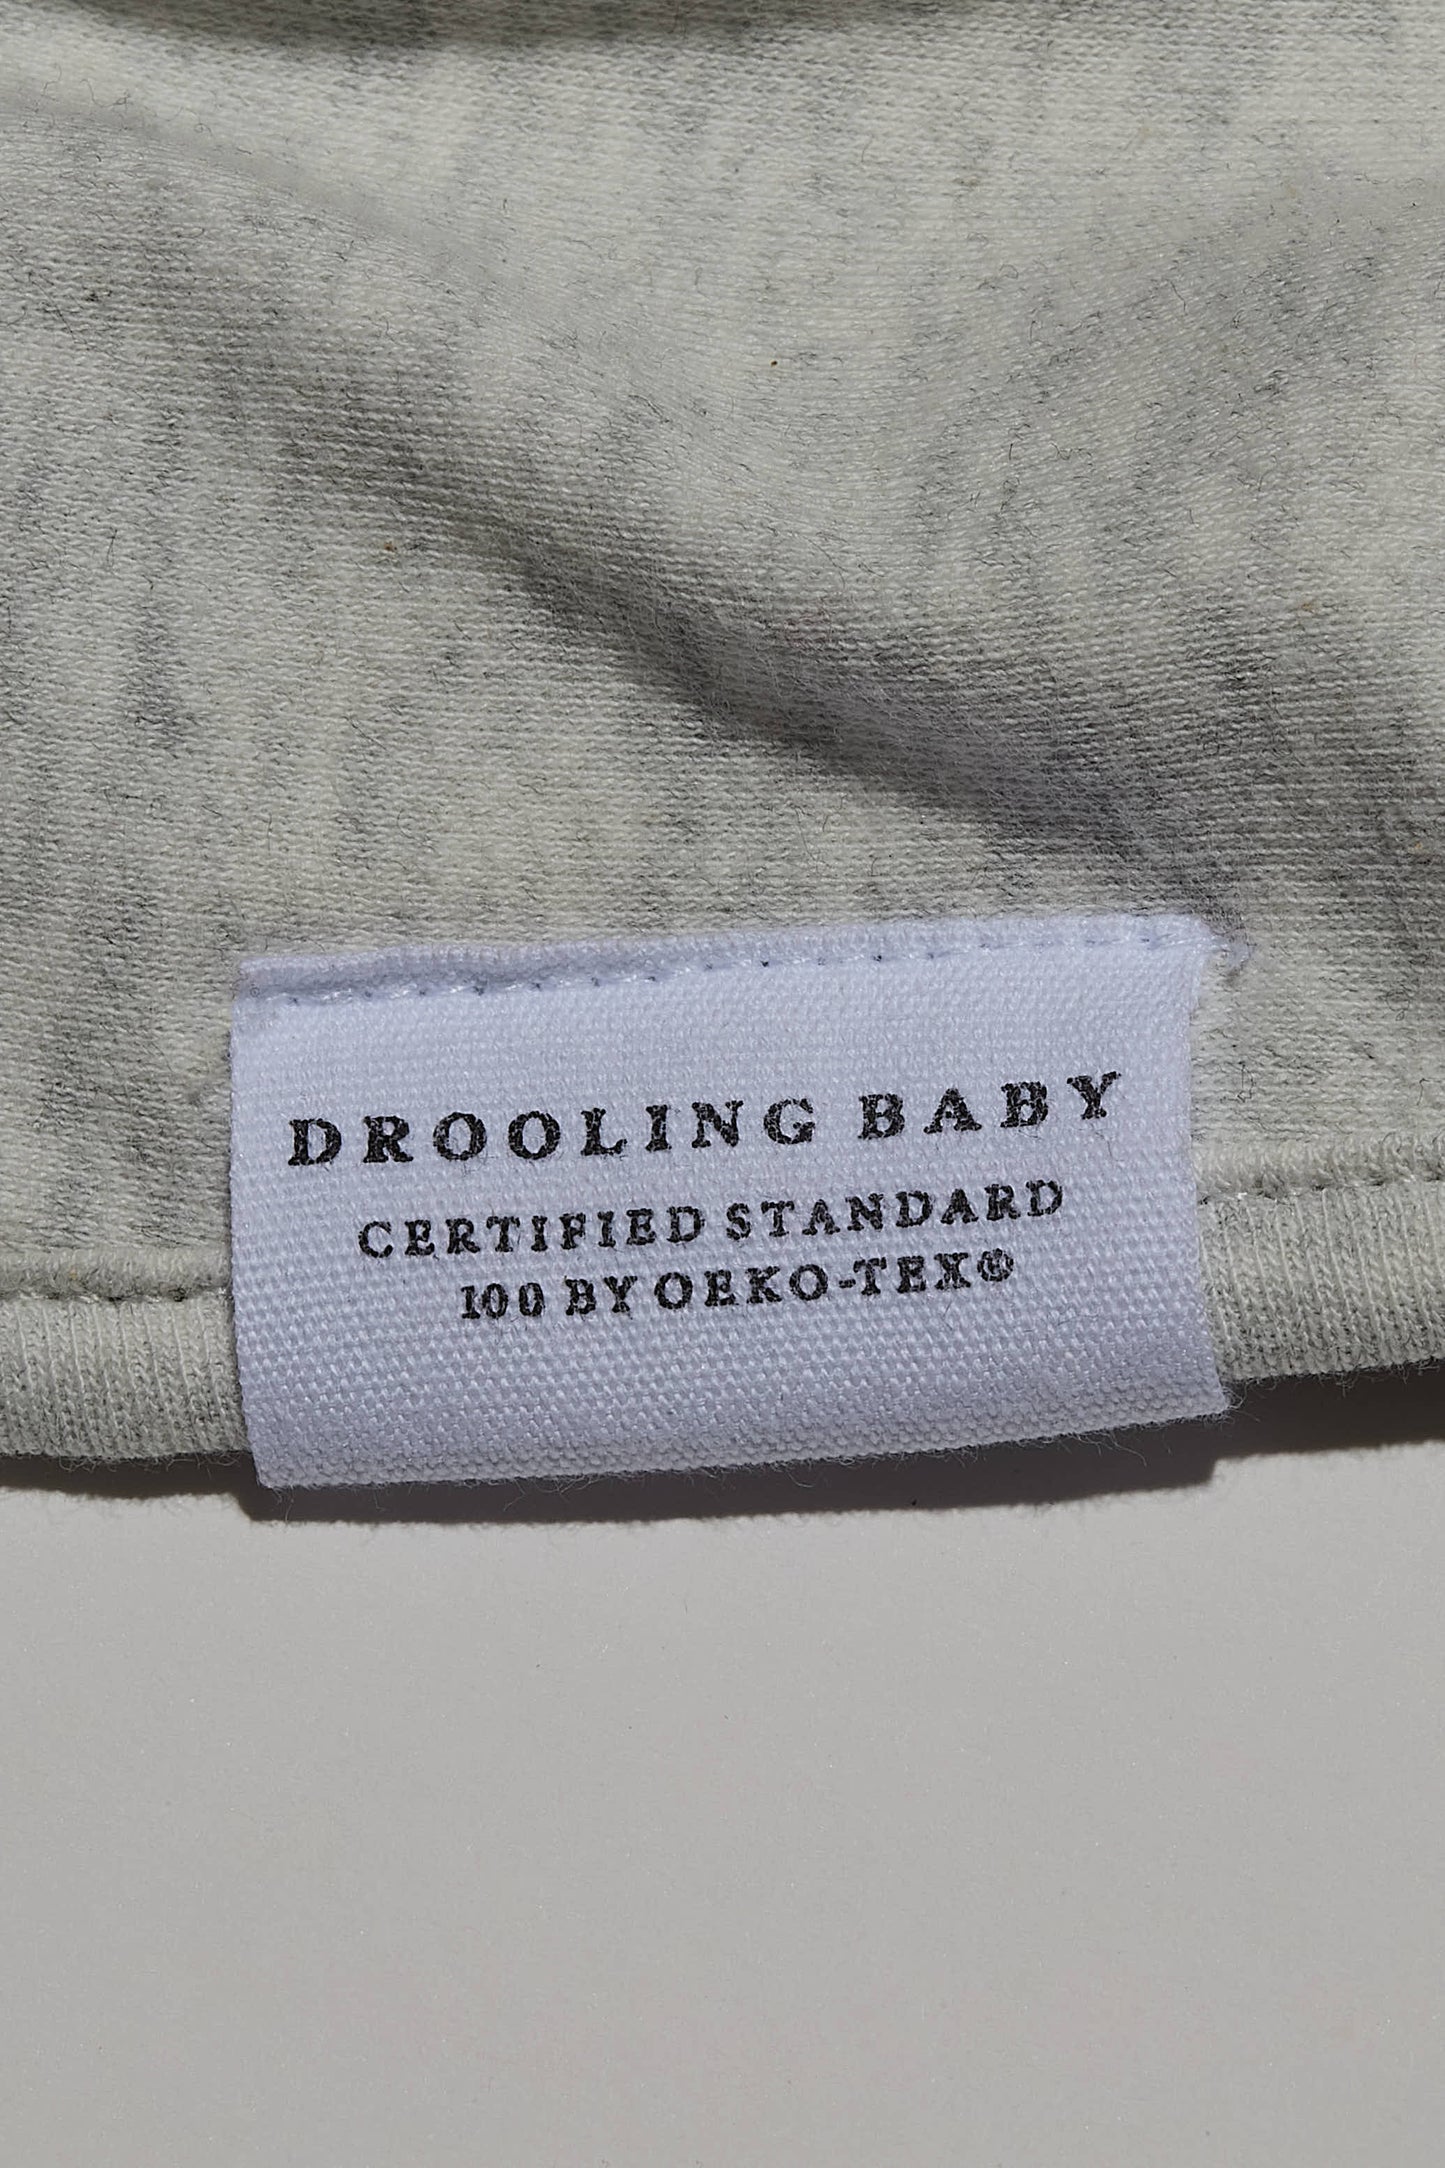 DROOLING BABY
CERTIFIED STANDARD
100 BY OEKO-TEX®